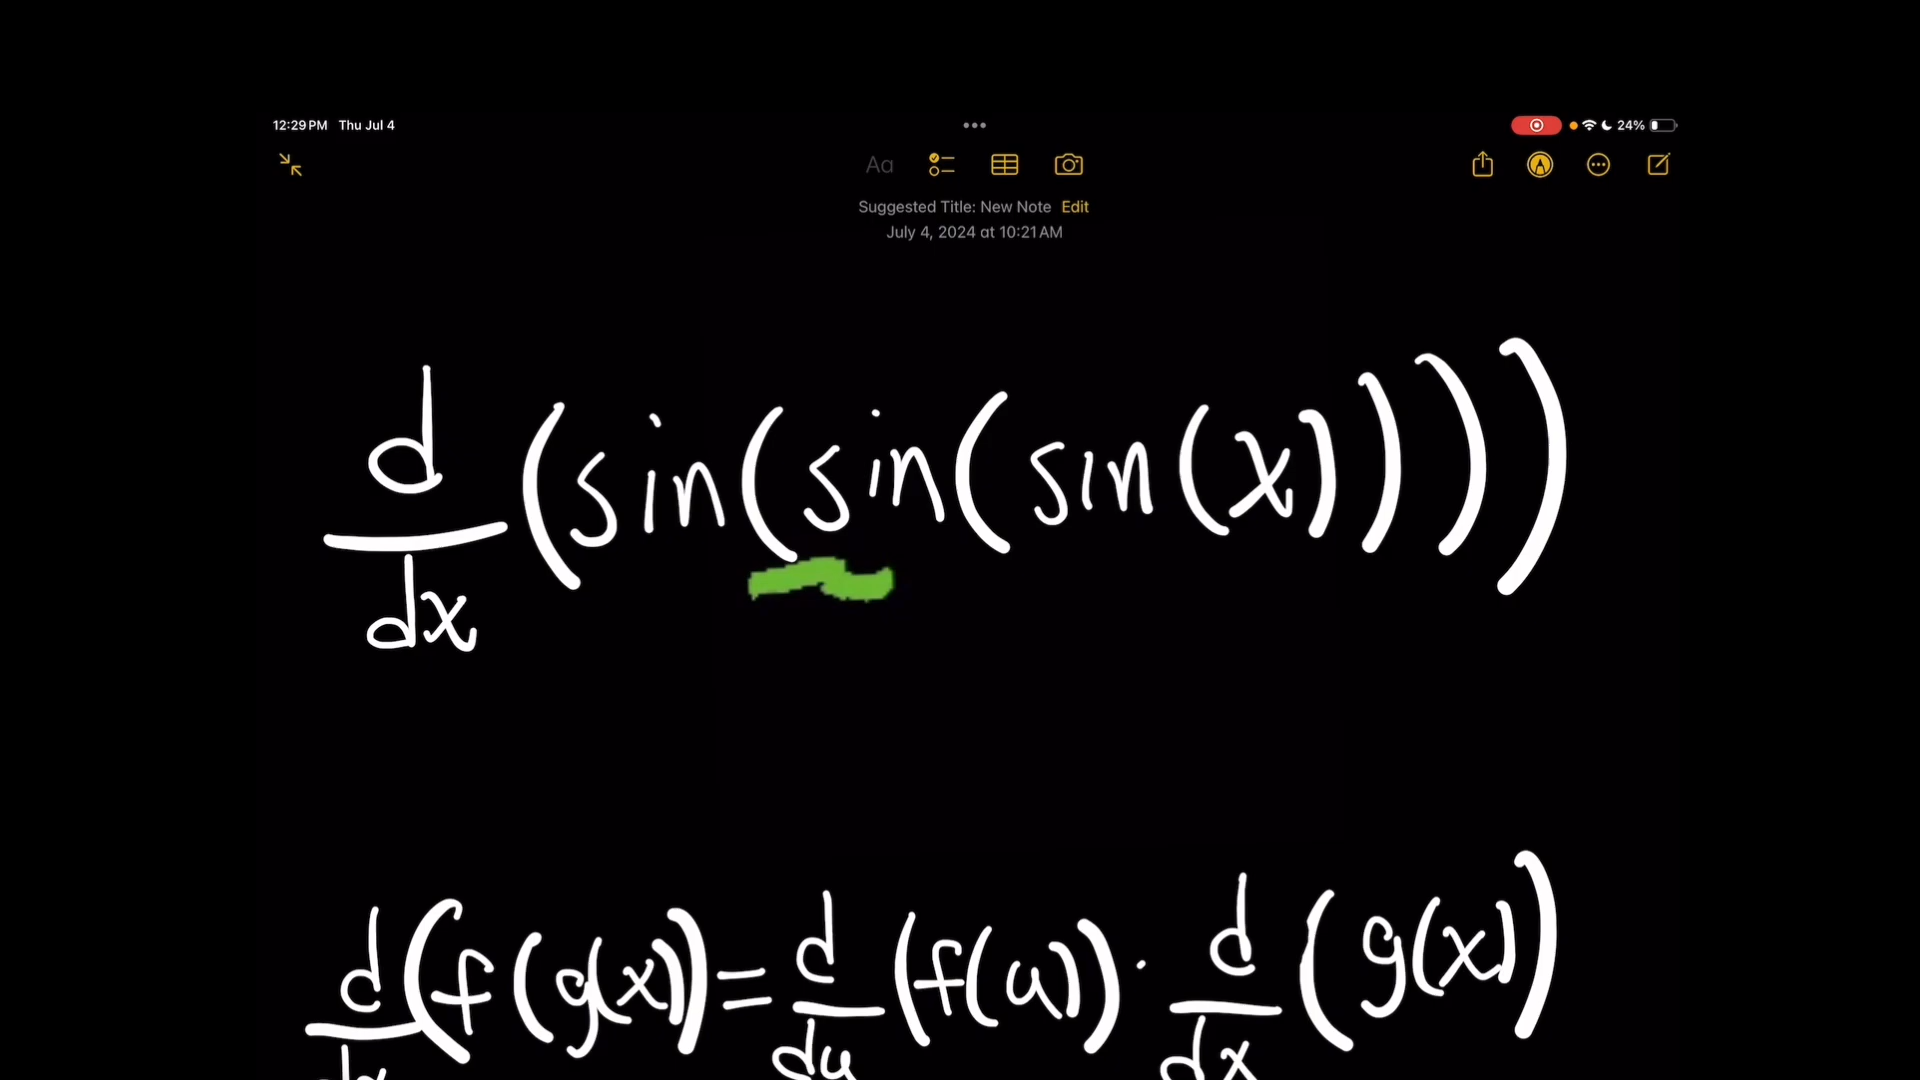 12:29 PM Thu Jul 4 ••• 24%
Aa
Suggested Title: New Note Edit
July 4, 2024 at 10:21 AM
d/dx (sin(sin(sin(x))))
d/dx (f(g(x)) = d/du (f(u)) · d/dx (g(x))